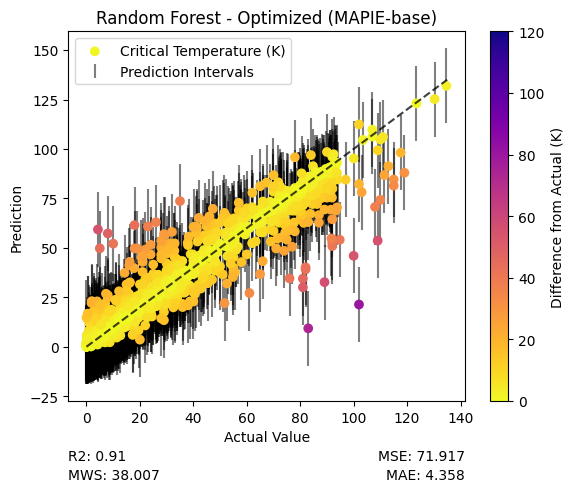 Random Forest - Optimized (MAPIE-base)
Critical Temperature (K)
Prediction Intervals
Prediction
150
125
100
75
50
25
0
−25
0
20
40
60
80
100
120
140
Actual Value
120
100
80
60
40
20
0
Difference from Actual (K)
R2: 0.91
MSE: 71.917
MWS: 38.007
MAE: 4.358